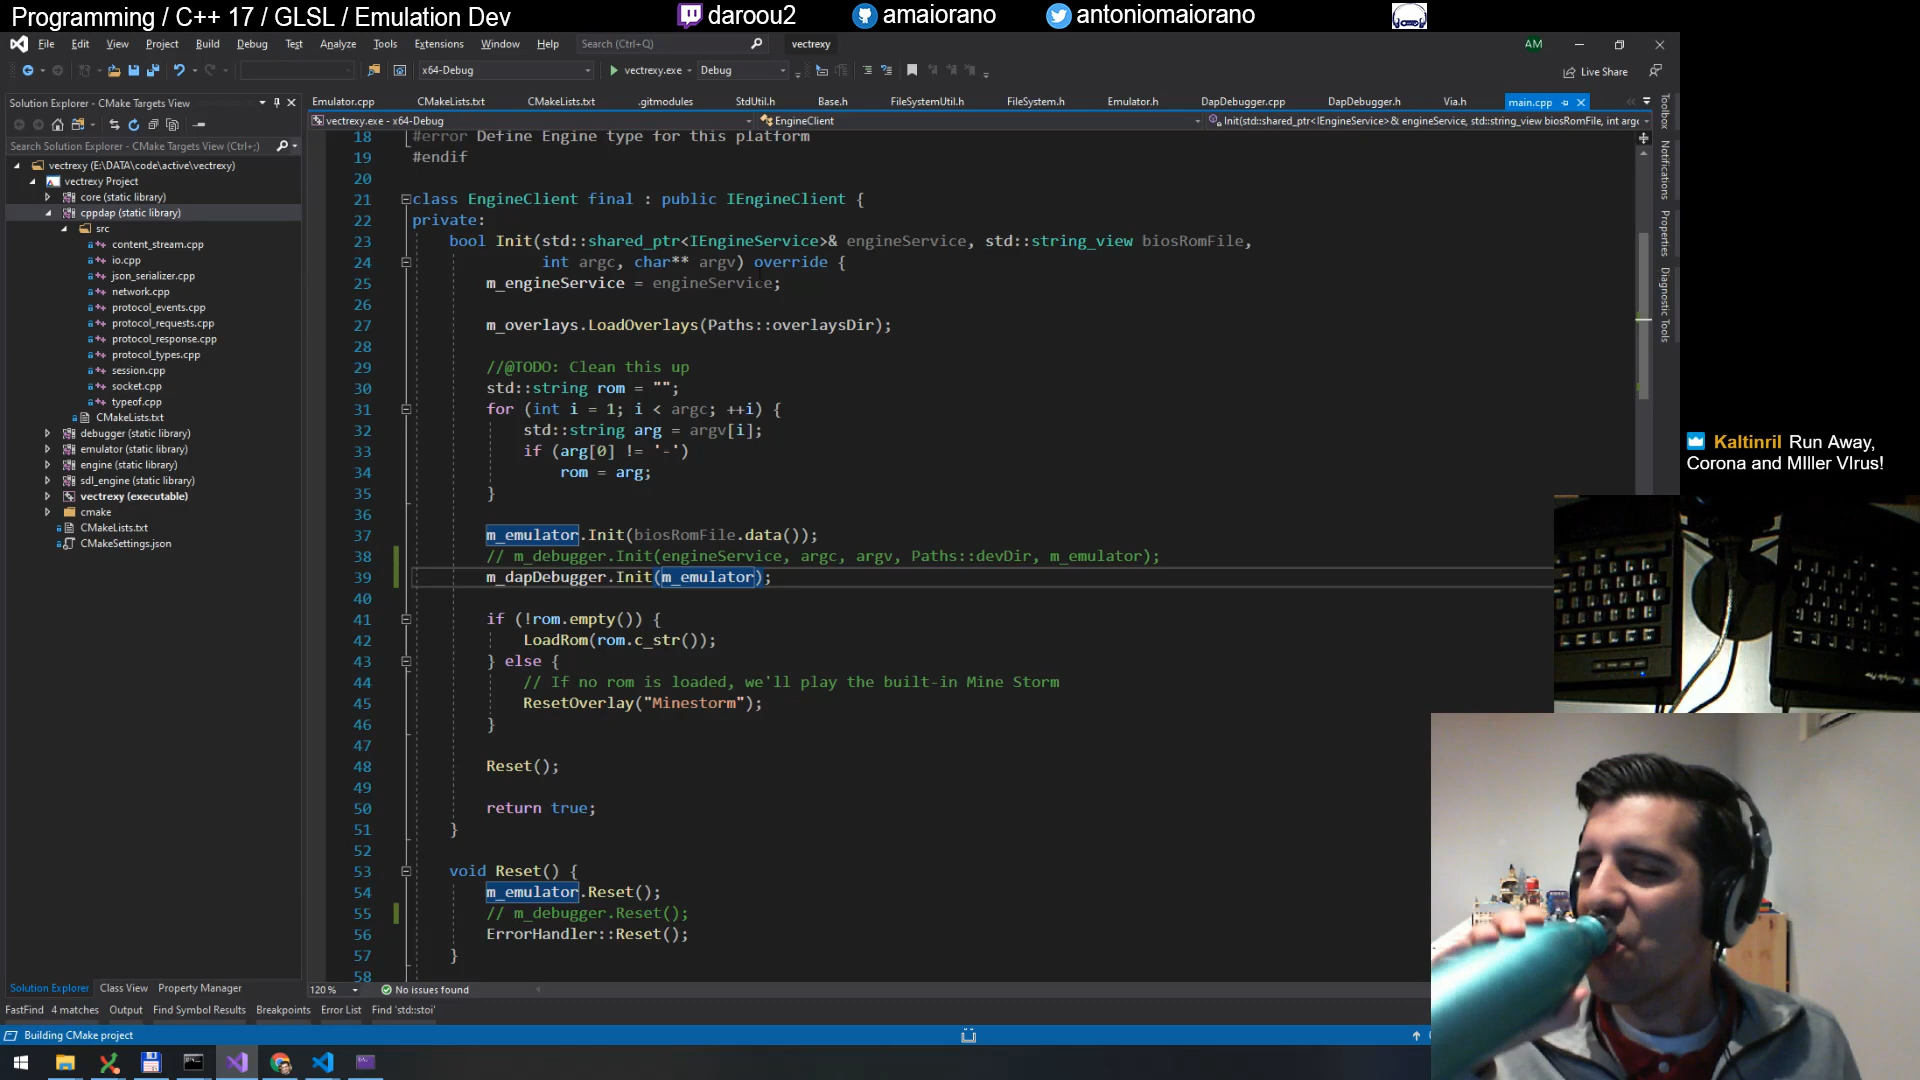 Programming / C++ 17 / GLSL / Emulation Dev
daroou2
amaiorano
antoniomaiorano
File Edit View Project Build Debug Test Analyze Tools Extensions Window Help Search (Ctrl+Q) vectrexy AM
x64-Debug vectrexy.exe Debug Live Share
Solution Explorer - CMake Targets View
Search Solution Explorer - CMake Targets View (Ctrl+;)
vectrexy (E:\DATA\code\active\vectrexy)
vectrexy Project
core (static library)
cppdap (static library)
src
content_stream.cpp
io.cpp
json_serializer.cpp
network.cpp
protocol_events.cpp
protocol_requests.cpp
protocol_response.cpp
protocol_types.cpp
session.cpp
socket.cpp
typeof.cpp
CMakeLists.txt
debugger (static library)
emulator (static library)
engine (static library)
sdl_engine (static library)
vectrexy (executable)
cmake
CMakeLists.txt
CMakeSettings.json
Solution Explorer Class View Property Manager
Emulator.cpp CMakeLists.txt CMakeLists.txt .gitmodules StdUtil.h Base.h FileSystemUtil.h FileSystem.h Emulator.h DapDebugger.cpp DapDebugger.h Via.h main.cpp
vectrexy.exe - x64-Debug EngineClient Init(std::shared_ptr<IEngineService>& engineService, std::string_view biosRomFile, int argc
18 #error Define Engine type for this platform
19 #endif
20
21 class EngineClient final : public IEngineClient {
22 private:
23 bool Init(std::shared_ptr<IEngineService>& engineService, std::string_view biosRomFile,
24 int argc, char** argv) override {
25 m_engineService = engineService;
26
27 m_overlays.LoadOverlays(Paths::overlaysDir);
28
29 //@TODO: Clean this up
30 std::string rom = "";
31 for (int i = 1; i < argc; ++i) {
32 std::string arg = argv[i];
33 if (arg[0] != '-')
34 rom = arg;
35 }
36
37 m_emulator.Init(biosRomFile.data());
38 // m_debugger.Init(engineService, argc, argv, Paths::devDir, m_emulator);
39 m_dapDebugger.Init(m_emulator);
40
41 if (!rom.empty()) {
42 LoadRom(rom.c_str());
43 } else {
44 // If no rom is loaded, we'll play the built-in Mine Storm
45 ResetOverlay("Minestorm");
46 }
47
48 Reset();
49
50 return true;
51 }
52
53 void Reset() {
54 m_emulator.Reset();
55 // m_debugger.Reset();
56 ErrorHandler::Reset();
57 }
58
120 % No issues found
FastFind 4 matches Output Find Symbol Results Breakpoints Error List Find 'std::stoi'
Building CMake project
Toolbox
Notifications
Properties
Diagnostic Tools
Kaltinril Run Away,
Corona and MIller VIrus!